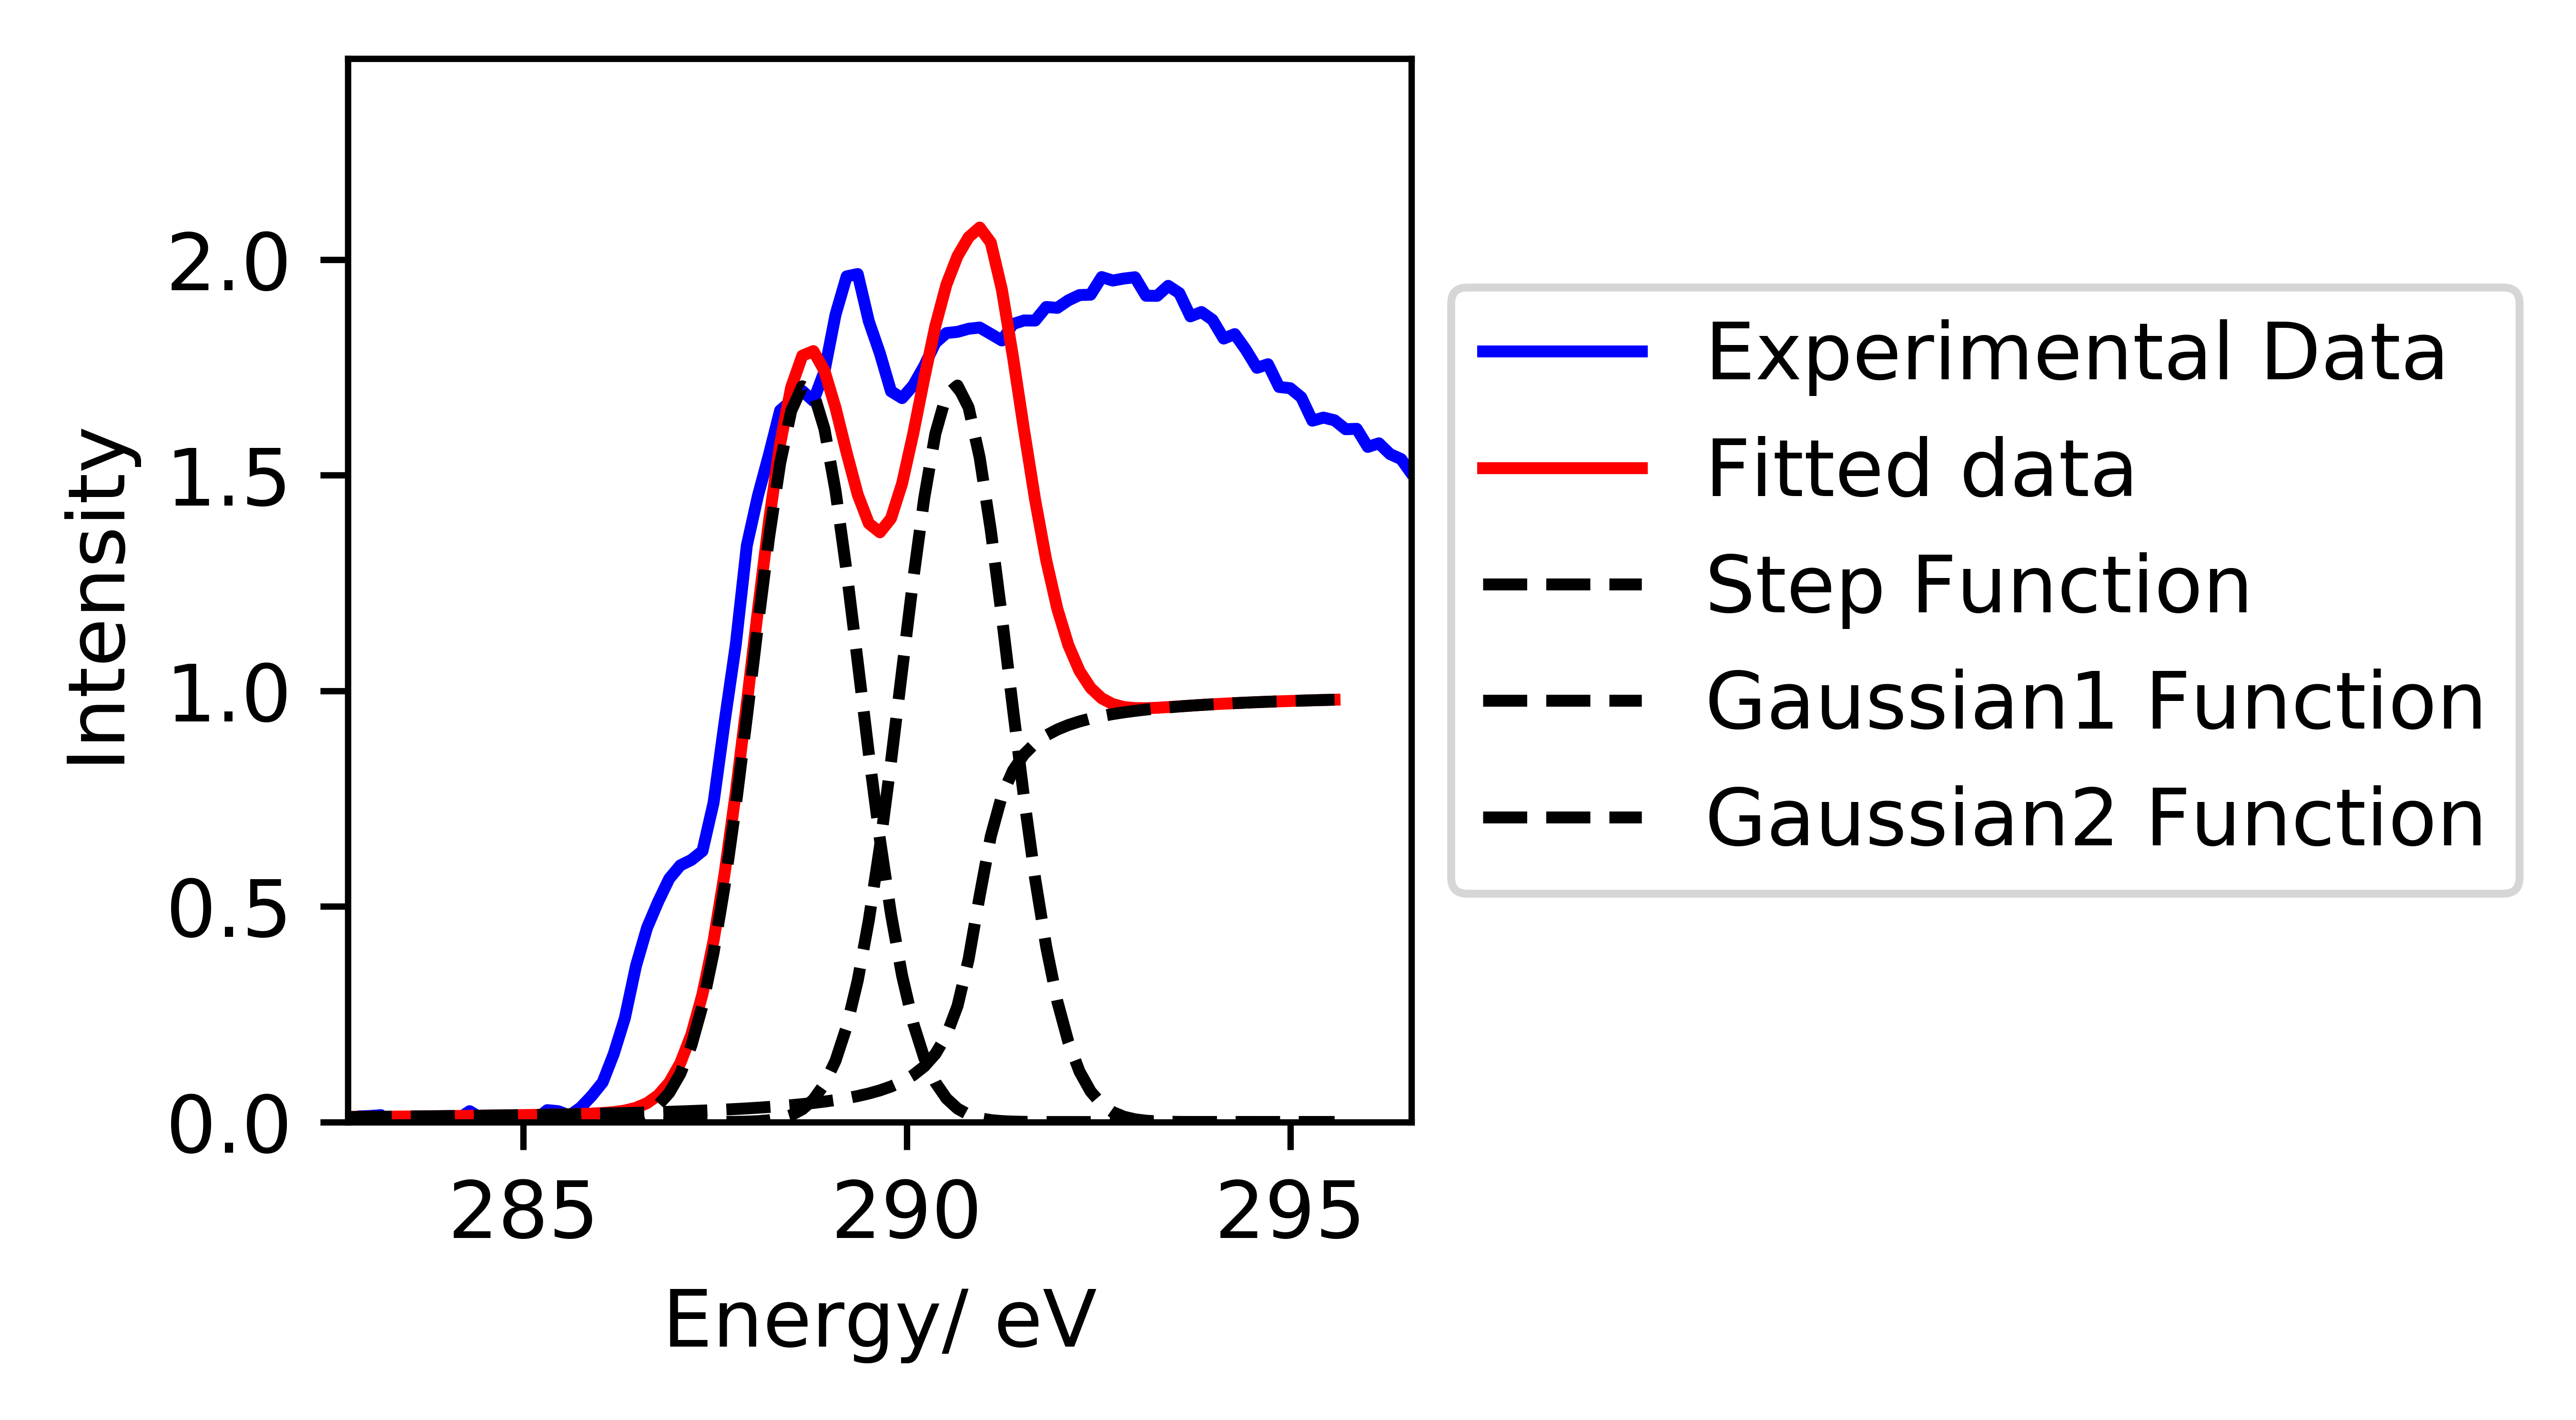 2.0
1.5
1.0
0.5
0.0
Intensity
285 290 295
Energy/ eV
Experimental Data
Fitted data
Step Function
Gaussian1 Function
Gaussian2 Function